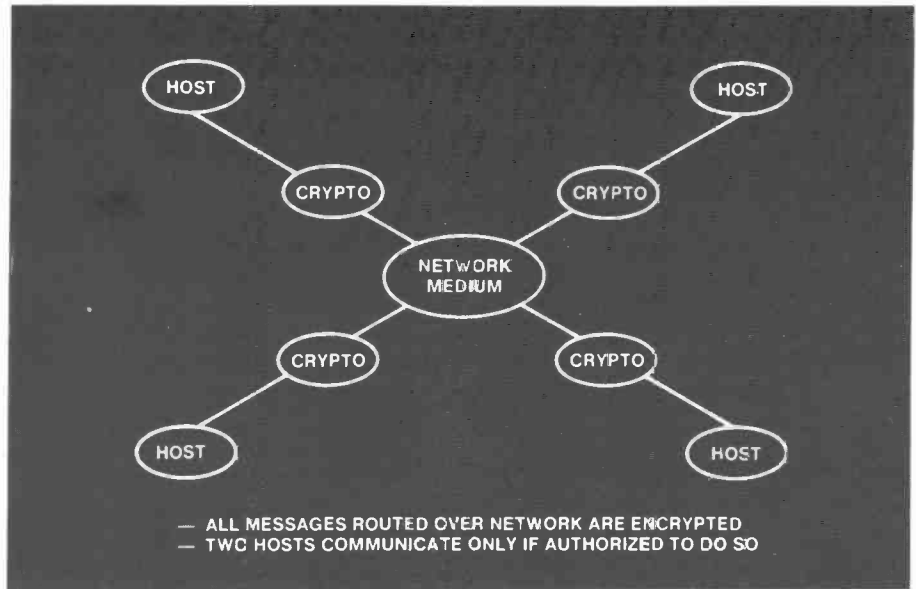 HOST
HOST
CRYPTO
CRYPTO
NETWORK
MEDIUM
CRYPTO
CRYPTO
HOST
HOST
— ALL MESSAGES ROUTED OVER NETWORK ARE ENCRYPTED
— TWO HOSTS COMMUNICATE ONLY IF AUTHORIZED TO DO SO